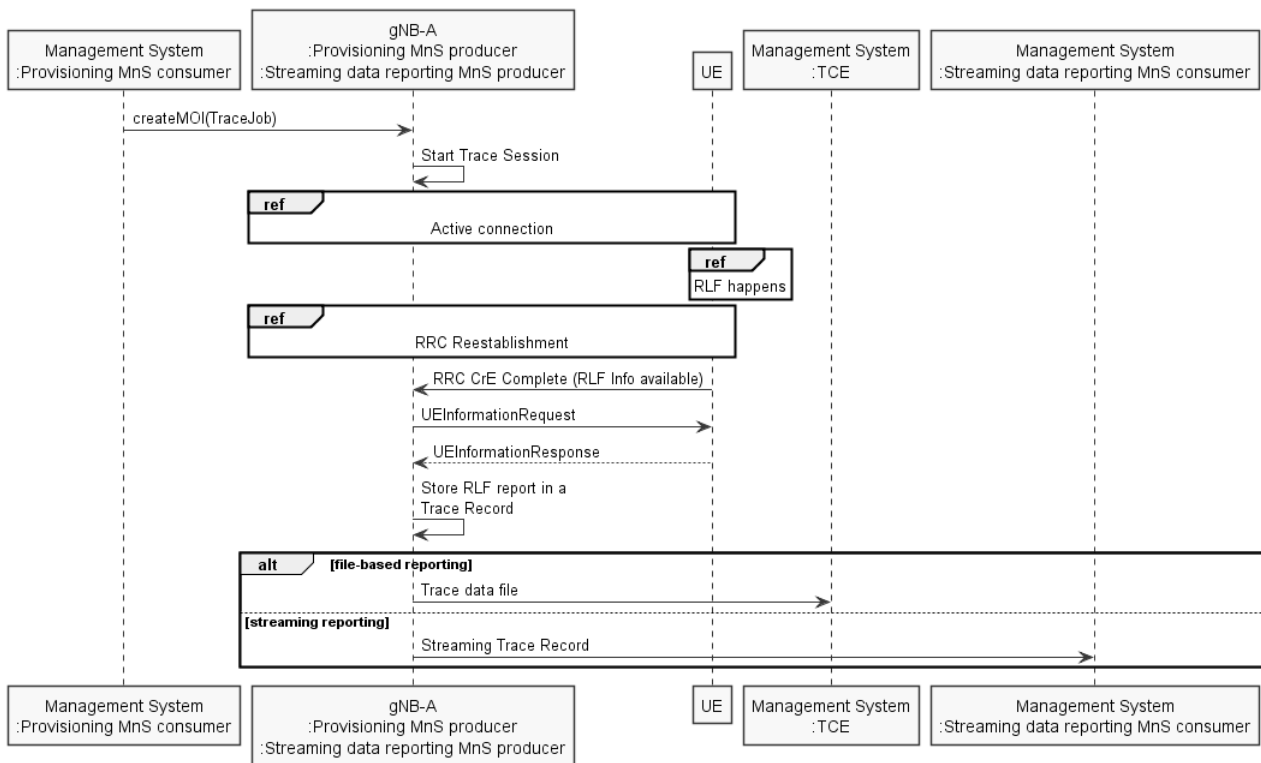 Management System
:Provisioning MnS consumer
gNB-A
:Provisioning MnS producer
:Streaming data reporting MnS producer
UE
Management System
:TCE
Management System
:Streaming data reporting MnS consumer
createMOI(TraceJob)
Start Trace Session
ref
Active connection
ref
RLF happens
ref
RRC Reestablishment
RRC CrE Complete (RLF Info available)
UEInformationRequest
UEInformationResponse
Store RLF report in a
Trace Record
alt [file-based reporting]
Trace data file
[streaming reporting]
Streaming Trace Record
Management System
:Provisioning MnS consumer
gNB-A
:Provisioning MnS producer
:Streaming data reporting MnS producer
UE
Management System
:TCE
Management System
:Streaming data reporting MnS consumer